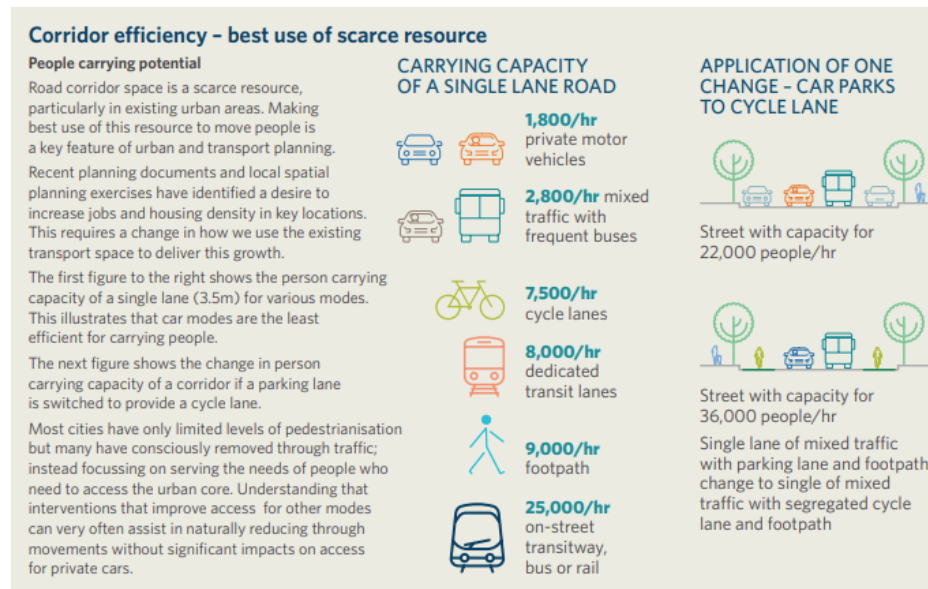 Corridor efficiency – best use of scarce resource
People carrying potential
Road corridor space is a scarce resource,
particularly in existing urban areas. Making
best use of this resource to move people is
a key feature of urban and transport planning.
Recent planning documents and local spatial
planning exercises have identified a desire to
increase jobs and housing density in key locations.
This requires a change in how we use the existing
transport space to deliver this growth.
The first figure to the right shows the person carrying
capacity of a single lane (3.5m) for various modes.
This illustrates that car modes are the least
efficient for carrying people.
The next figure shows the change in person
carrying capacity of a corridor if a parking lane
is switched to provide a cycle lane.
Most cities have only limited levels of pedestrianisation
but many have consciously removed through traffic;
instead focussing on serving the needs of people who
need to access the urban core. Understanding that
interventions that improve access for other modes
can very often assist in naturally reducing through
movements without significant impacts on access
for private cars.
CARRYING CAPACITY
OF A SINGLE LANE ROAD
1,800/hr
private motor
vehicles
2,800/hr mixed
traffic with
frequent buses
7,500/hr
cycle lanes
8,000/hr
dedicated
transit lanes
9,000/hr
footpath
25,000/hr
on-street
transitway,
bus or rail
APPLICATION OF ONE
CHANGE – CAR PARKS
TO CYCLE LANE
Street with capacity for
22,000 people/hr
Street with capacity for
36,000 people/hr
Single lane of mixed traffic
with parking lane and footpath
change to single of mixed
traffic with segregated cycle
lane and footpath